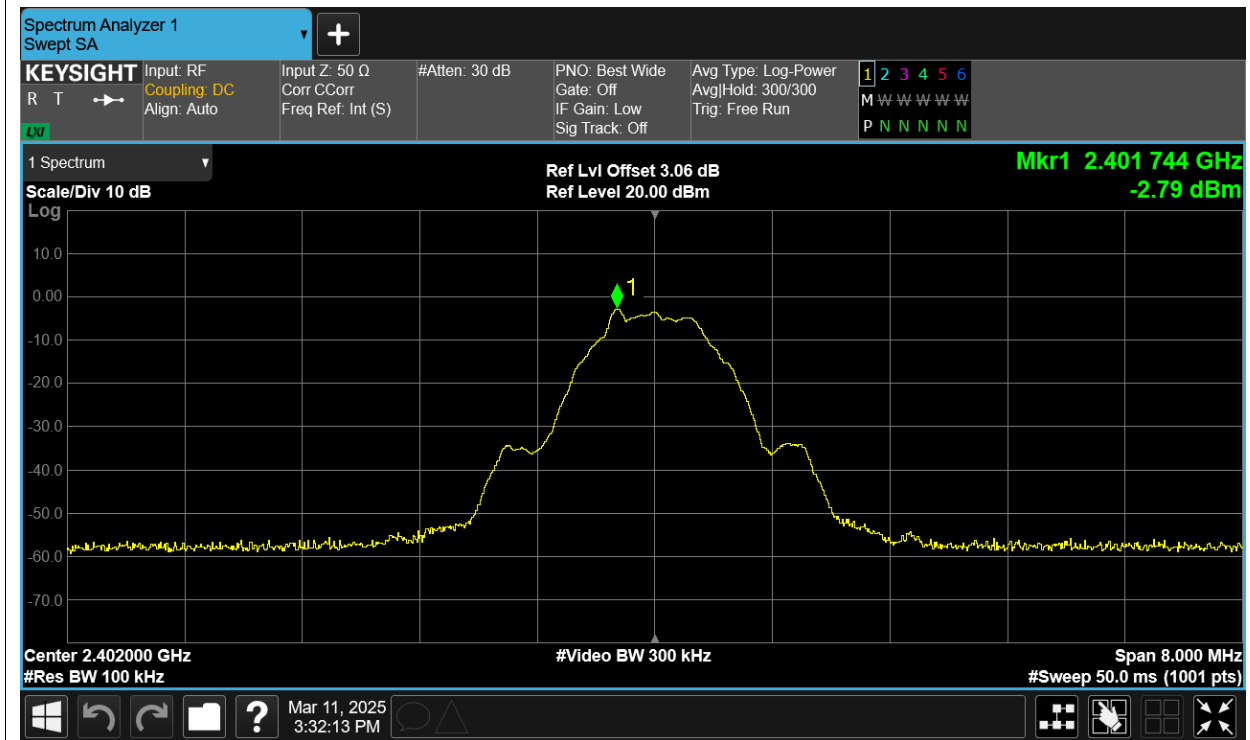 Spectrum Analyzer 1
Swept SA
KEYSIGHT
R T
LXI
Input: RF
Coupling: DC
Align: Auto
Input Z: 50 Ω
Corr CCorr
Freq Ref: Int (S)
#Atten: 30 dB
PNO: Best Wide
Gate: Off
IF Gain: Low
Sig Track: Off
Avg Type: Log-Power
Avg|Hold: 300/300
Trig: Free Run
1 2 3 4 5 6
M W W W W W
P N N N N N
1 Spectrum
Scale/Div 10 dB
Ref Lvl Offset 3.06 dB
Ref Level 20.00 dBm
Mkr1 2.401 744 GHz
-2.79 dBm
Log
10.0
0.00
-10.0
-20.0
-30.0
-40.0
-50.0
-60.0
-70.0
1
Center 2.402000 GHz
#Res BW 100 kHz
#Video BW 300 kHz
Span 8.000 MHz
#Sweep 50.0 ms (1001 pts)
?
Mar 11, 2025
3:32:13 PM